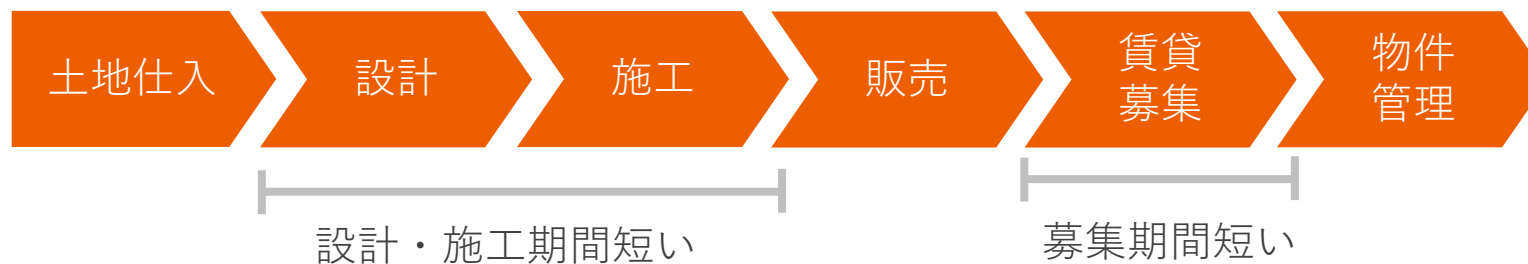 土地仕入
設計
施工
販売
賃貸
募集
物件
管理
設計・施工期間短い
募集期間短い